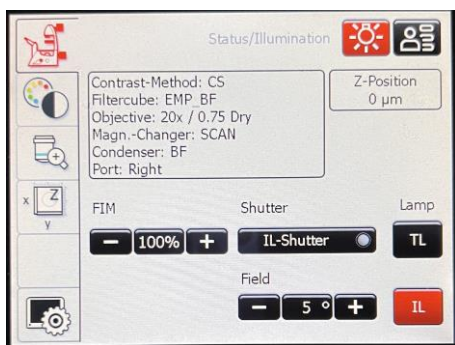 Status/Illumination
Contrast-Method: CS
Filtercube: EMP_BF
Objective: 20x / 0.75 Dry
Magn.-Changer: SCAN
Condenser: BF
Port: Right
Z-Position
0 µm
x Z
y
FIM
Shutter
Lamp
− 100% +
IL-Shutter
TL
Field
− 5 ° +
IL